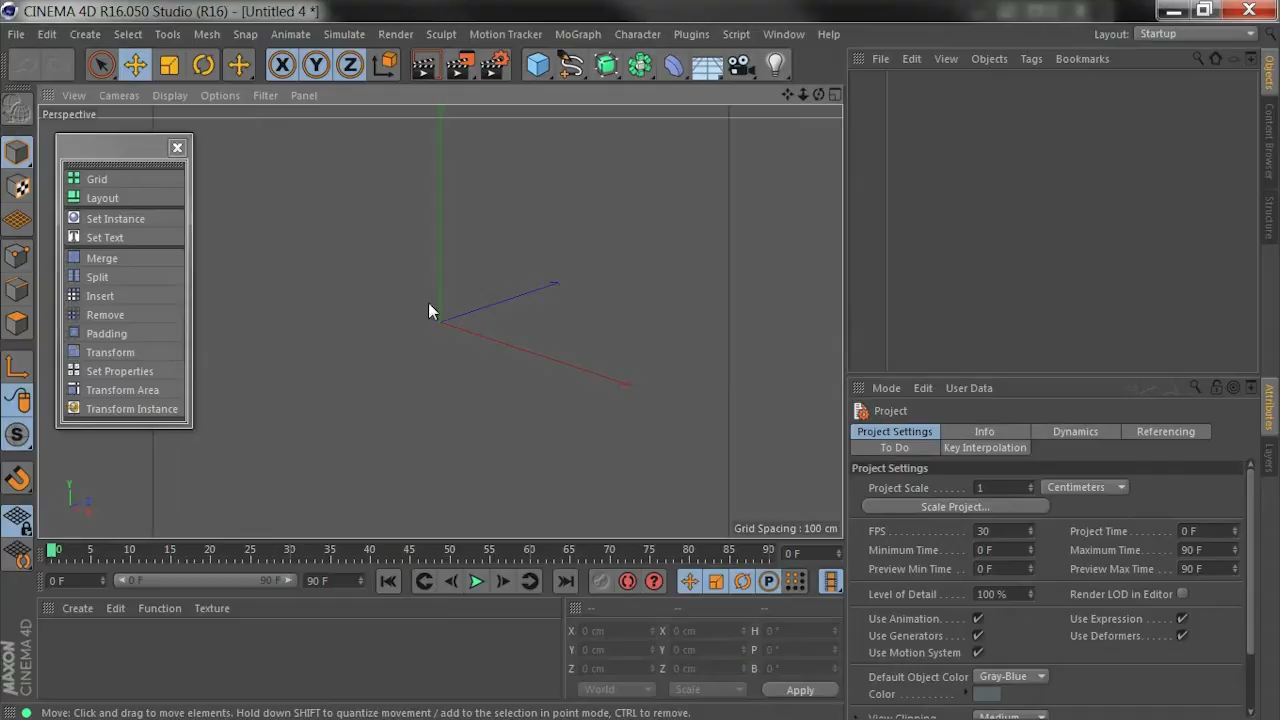 CINEMA 4D R16.050 Studio (R16) - [Untitled 4 *]
File Edit Create Select Tools Mesh Snap Animate Simulate Render Sculpt Motion Tracker MoGraph Character Plugins Script Window Help Layout: Startup
View Cameras Display Options Filter Panel
File Edit View Objects Tags Bookmarks
Objects
Content Browser
Structure
Perspective
Grid
Layout
Set Instance
Set Text
Merge
Split
Insert
Remove
Padding
Transform
Set Properties
Transform Area
Transform Instance
Y
Z
X
Grid Spacing : 100 cm
Mode Edit User Data
Attributes
Layers
Project
Project Settings Info Dynamics Referencing
To Do Key Interpolation
Project Settings
Project Scale ...... 1 Centimeters
Scale Project...
FPS 30 Project Time 0 F
Minimum Time 0 F Maximum Time 90 F
Preview Min Time 0 F Preview Max Time 90 F
Level of Detail 100 % Render LOD in Editor
Use Animation Use Expression
Use Generators Use Deformers
Use Motion System
Default Object Color Gray-Blue
Color
View Clipping Medium
0 5 10 15 20 25 30 35 40 45 50 55 60 65 70 75 80 85 90 0 F
0 F 0 F 90 F 90 F
Create Edit Function Texture
-- -- --
X 0 cm X 0 cm H 0 °
Y 0 cm Y 0 cm P 0 °
Z 0 cm Z 0 cm B 0 °
World Scale Apply
MAXON
CINEMA 4D
Move: Click and drag to move elements. Hold down SHIFT to quantize movement / add to the selection in point mode, CTRL to remove.